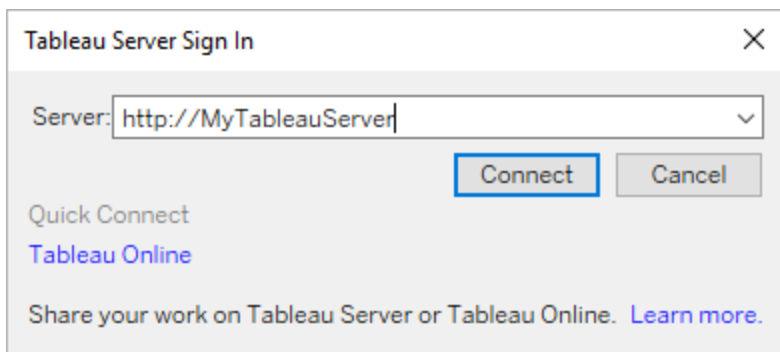 Tableau Server Sign In
Server: http://MyTableauServer
Connect Cancel
Quick Connect
Tableau Online
Share your work on Tableau Server or Tableau Online. Learn more.